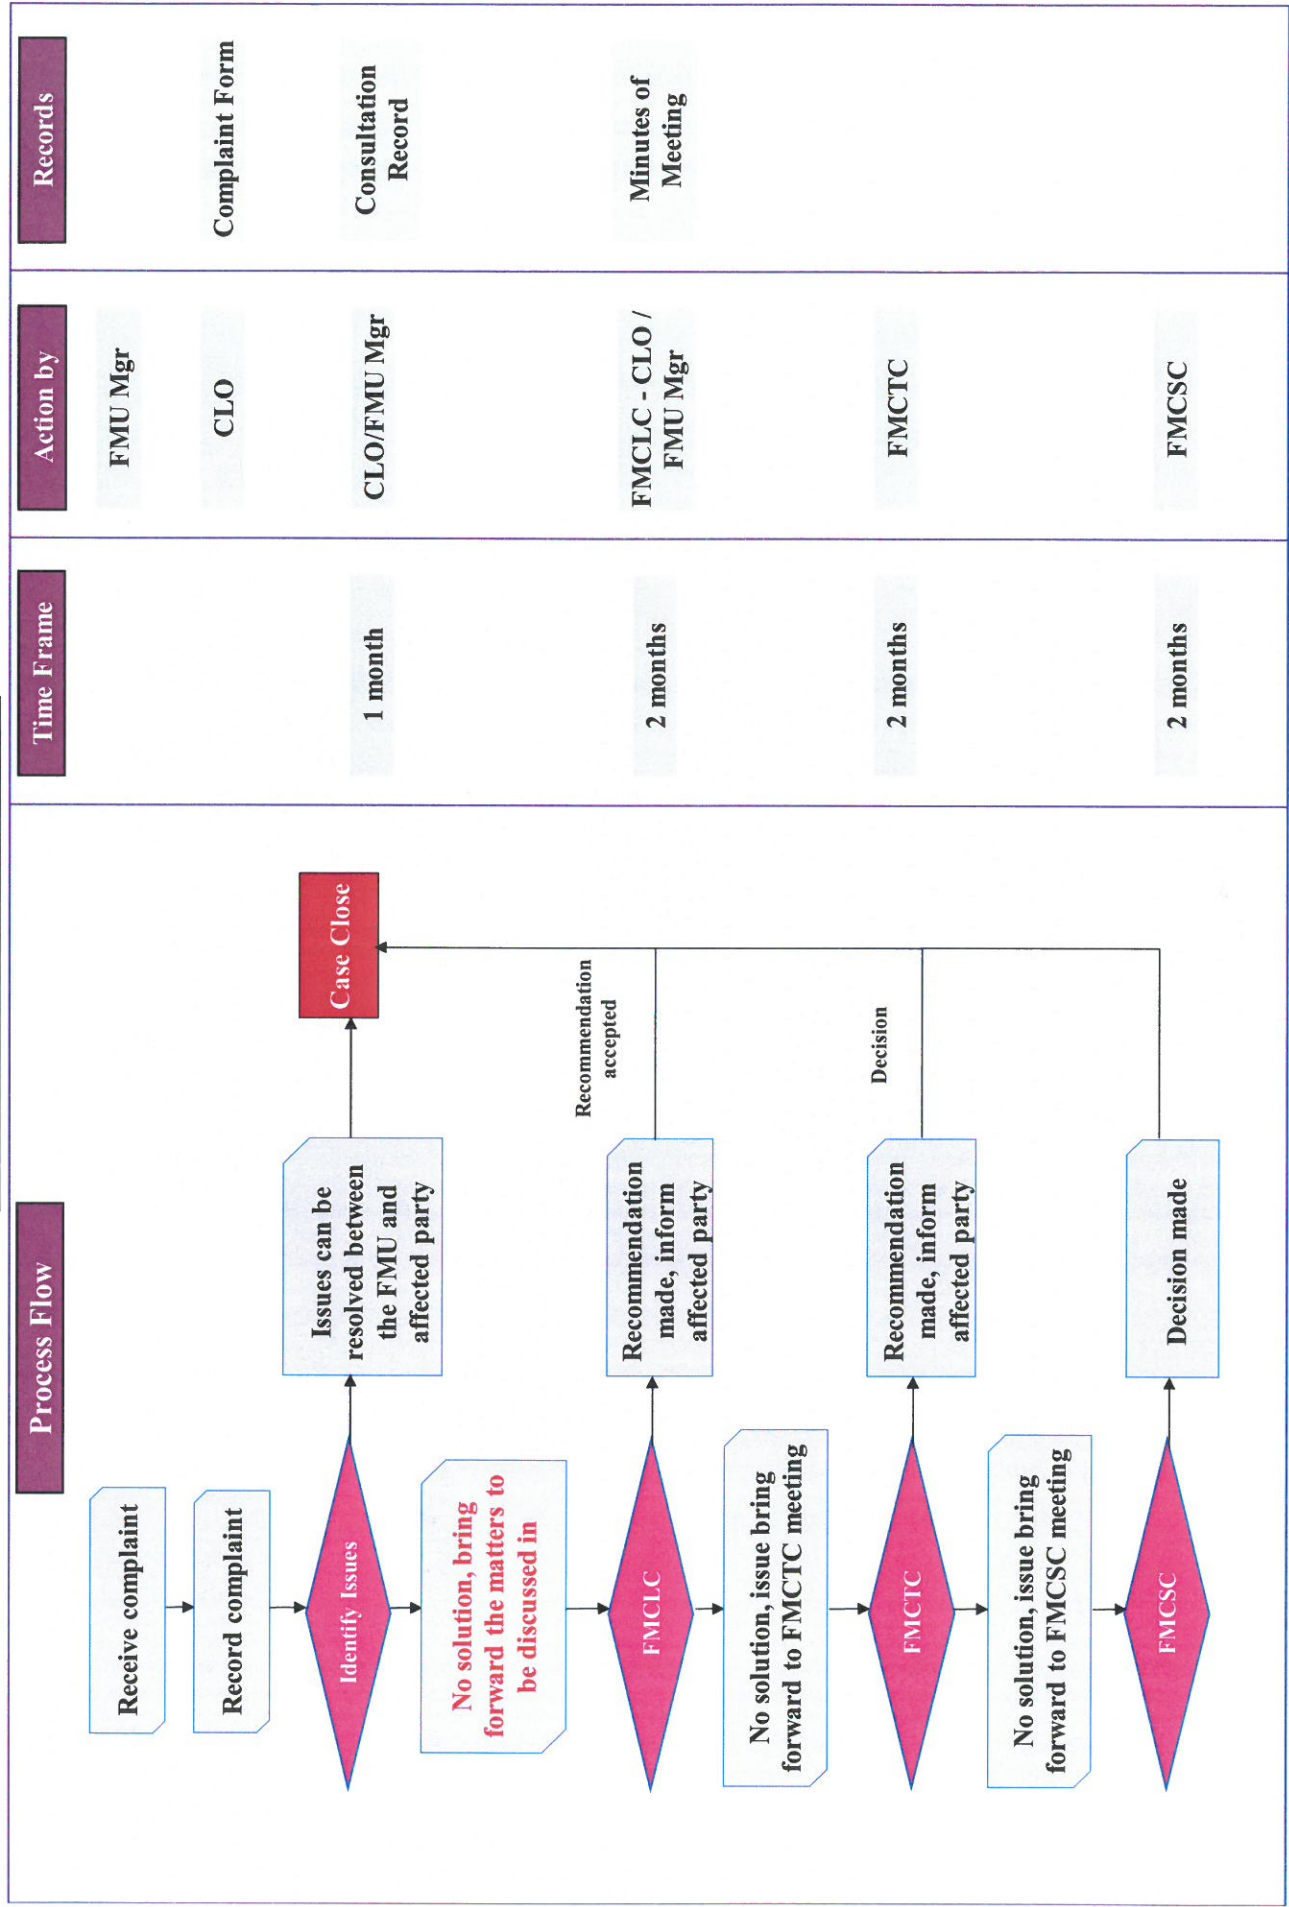 Process Flow
Time Frame
Action by
Records
Receive complaint
FMU Mgr
Record complaint
CLO
Complaint Form
Identify Issues
Issues can be
resolved between
the FMU and
affected party
Case Close
1 month
CLO/FMU Mgr
Consultation
Record
No solution, bring
forward the matters to
be discussed in
FMCLC
Recommendation
made, inform
affected party
Recommendation
accepted
2 months
FMCLC - CLO /
FMU Mgr
Minutes of
Meeting
No solution, issue bring
forward to FMCTC meeting
FMCTC
Recommendation
made, inform
affected party
Decision
2 months
FMCTC
No solution, issue bring
forward to FMCSC meeting
FMCSC
Decision made
2 months
FMCSC